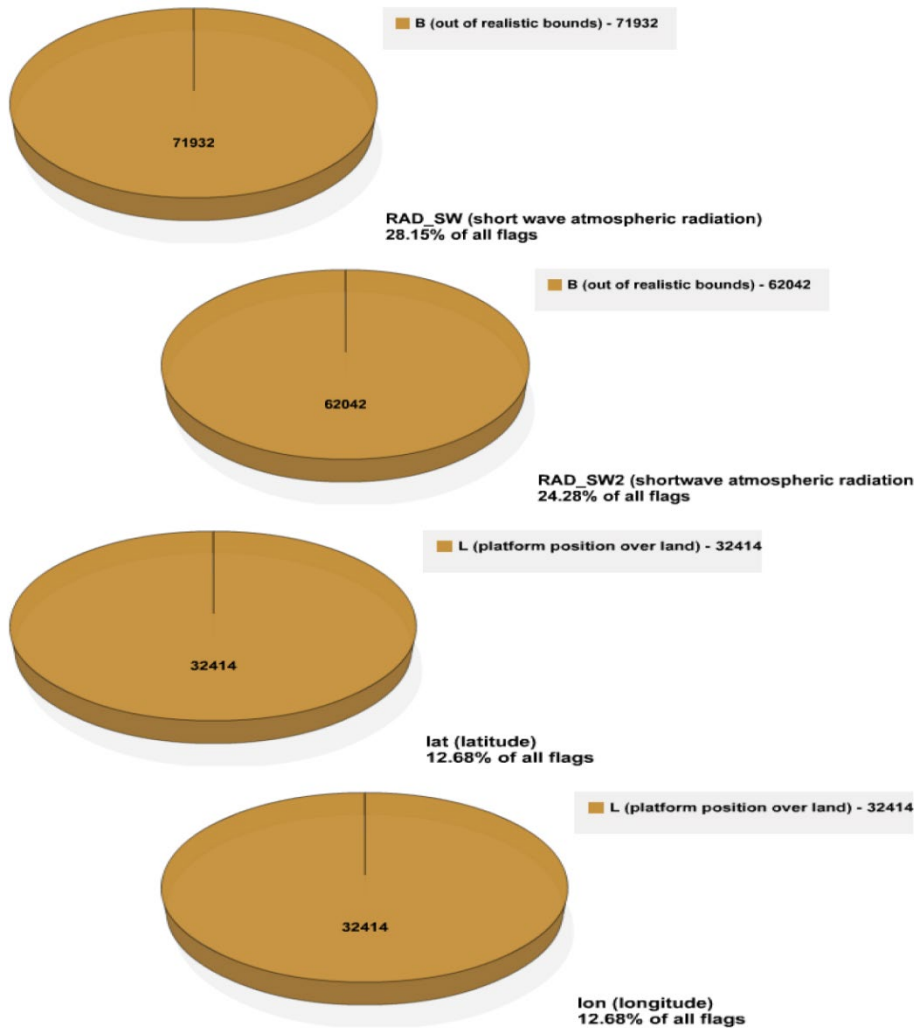 B (out of realistic bounds) - 71932
71932
RAD_SW (short wave atmospheric radiation)
28.15% of all flags
B (out of realistic bounds) - 62042
62042
RAD_SW2 (shortwave atmospheric radiation
24.28% of all flags
L (platform position over land) - 32414
32414
lat (latitude)
12.68% of all flags
L (platform position over land) - 32414
32414
lon (longitude)
12.68% of all flags